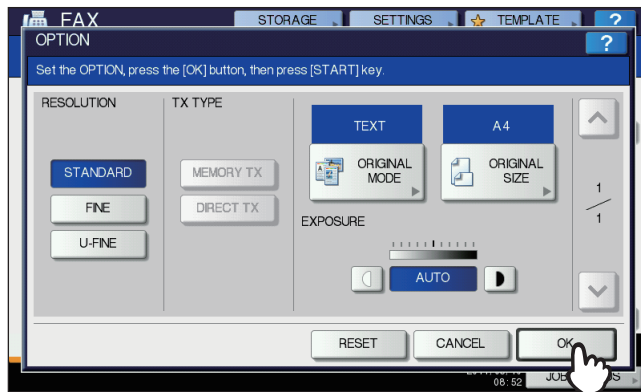 FAX STORAGE SETTINGS TEMPLATE ?
OPTION ?
Set the OPTION, press the [OK] button, then press [START] key.
RESOLUTION TX TYPE
TEXT A4
STANDARD MEMORY TX ORIGINAL MODE ORIGINAL SIZE
FINE DIRECT TX
1
1
U-FINE
EXPOSURE
AUTO
RESET CANCEL OK
08:52 JOB